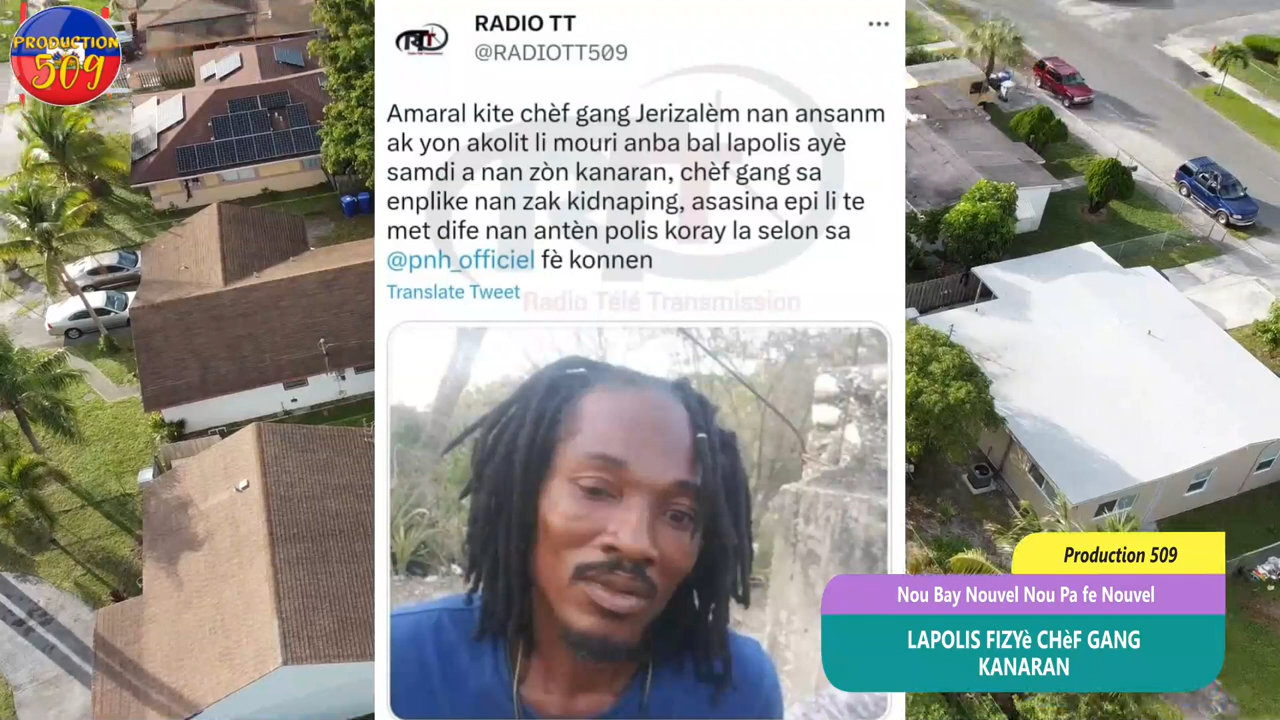 PRODUCTION
509
RADIO TT
@RADIOTT509
Amaral kite chèf gang Jerizalèm nan ansanm
ak yon akolit li mouri anba bal lapolis ayè
samdi a nan zòn kanaran, chèf gang sa
enplike nan zak kidnaping, asasina epi li te
met dife nan antèn polis koray la selon sa
@pnh_officiel fè konnen
Translate Tweet
Radio Télé Transmission
Production 509
Nou Bay Nouvel Nou Pa fe Nouvel
LAPOLIS FIZYè CHèF GANG
KANARAN